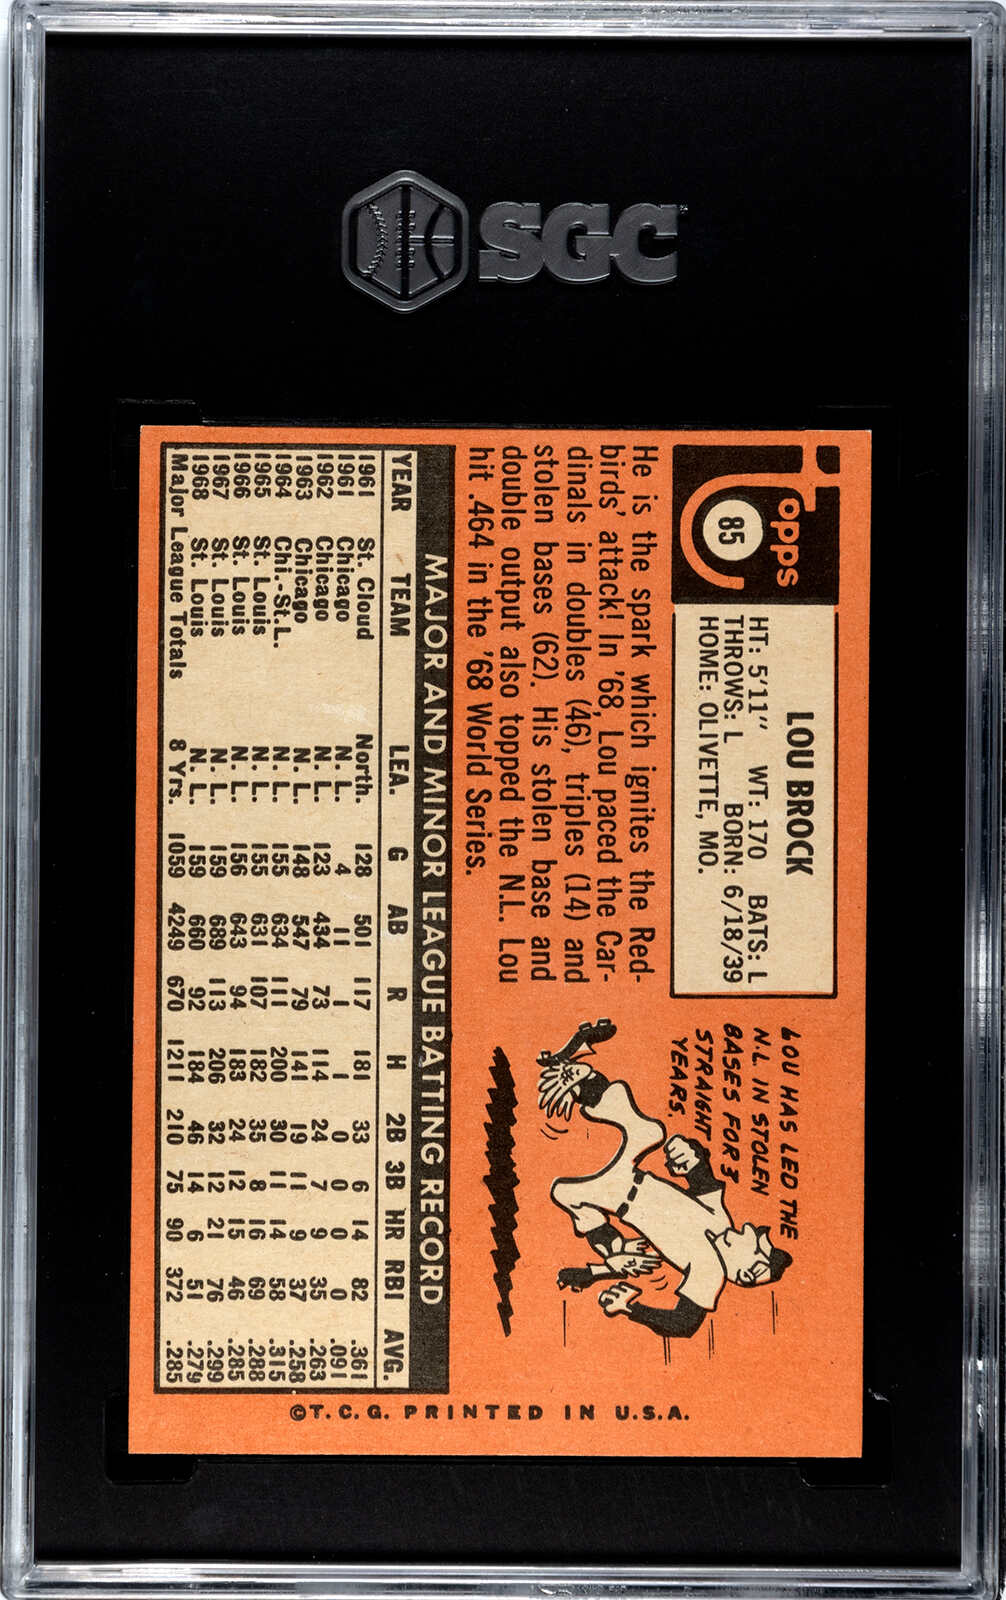 SGC
topps
85
LOU BROCK
HT: 5'11" WT: 170 BATS: L
THROWS: L BORN: 6/18/39
HOME: OLIVETTE, MO.
He is the spark which ignites the Red-
birds' attack! In '68, Lou paced the Car-
dinals in doubles (46), triples (14) and
stolen bases (62). His stolen base and
double output also topped the N.L. Lou
hit .464 in the '68 World Series.
LOU HAS LED THE
N.L. IN STOLEN
BASES FOR 3
STRAIGHT
YEARS.
MAJOR AND MINOR LEAGUE BATTING RECORD
YEAR TEAM LEA. G AB R H 2B 3B HR RBI AVG.
1961 St. Cloud North. 128 501 117 181 33 6 14 82 .361
1961 Chicago N. L. 4 11 1 1 0 0 0 0 .091
1962 Chicago N. L. 123 434 73 114 24 7 9 35 .263
1963 Chicago N. L. 148 547 79 141 19 11 9 37 .258
1964 Chi.-St.L. N. L. 155 634 111 200 30 11 14 58 .315
1965 St. Louis N. L. 155 631 107 182 35 8 16 69 .288
1966 St. Louis N. L. 156 643 94 183 24 12 15 46 .285
1967 St. Louis N. L. 159 689 113 206 32 12 21 76 .299
1968 St. Louis N. L. 159 660 92 184 46 14 6 51 .279
Major League Totals 8 Yrs. 1059 4249 670 1211 210 75 90 372 .285
©T. C. G. PRINTED IN U.S.A.